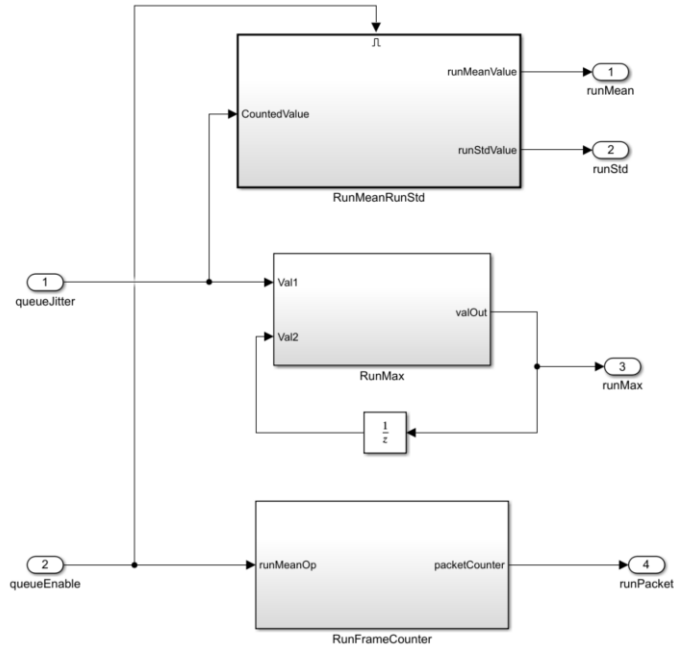 runMeanValue
1
runMean
CountedValue
runStdValue
2
runStd
RunMeanRunStd
1
queueJitter
Val1
valOut
Val2
3
runMax
RunMax
1
z
2
queueEnable
runMeanOp
packetCounter
4
runPacket
RunFrameCounter